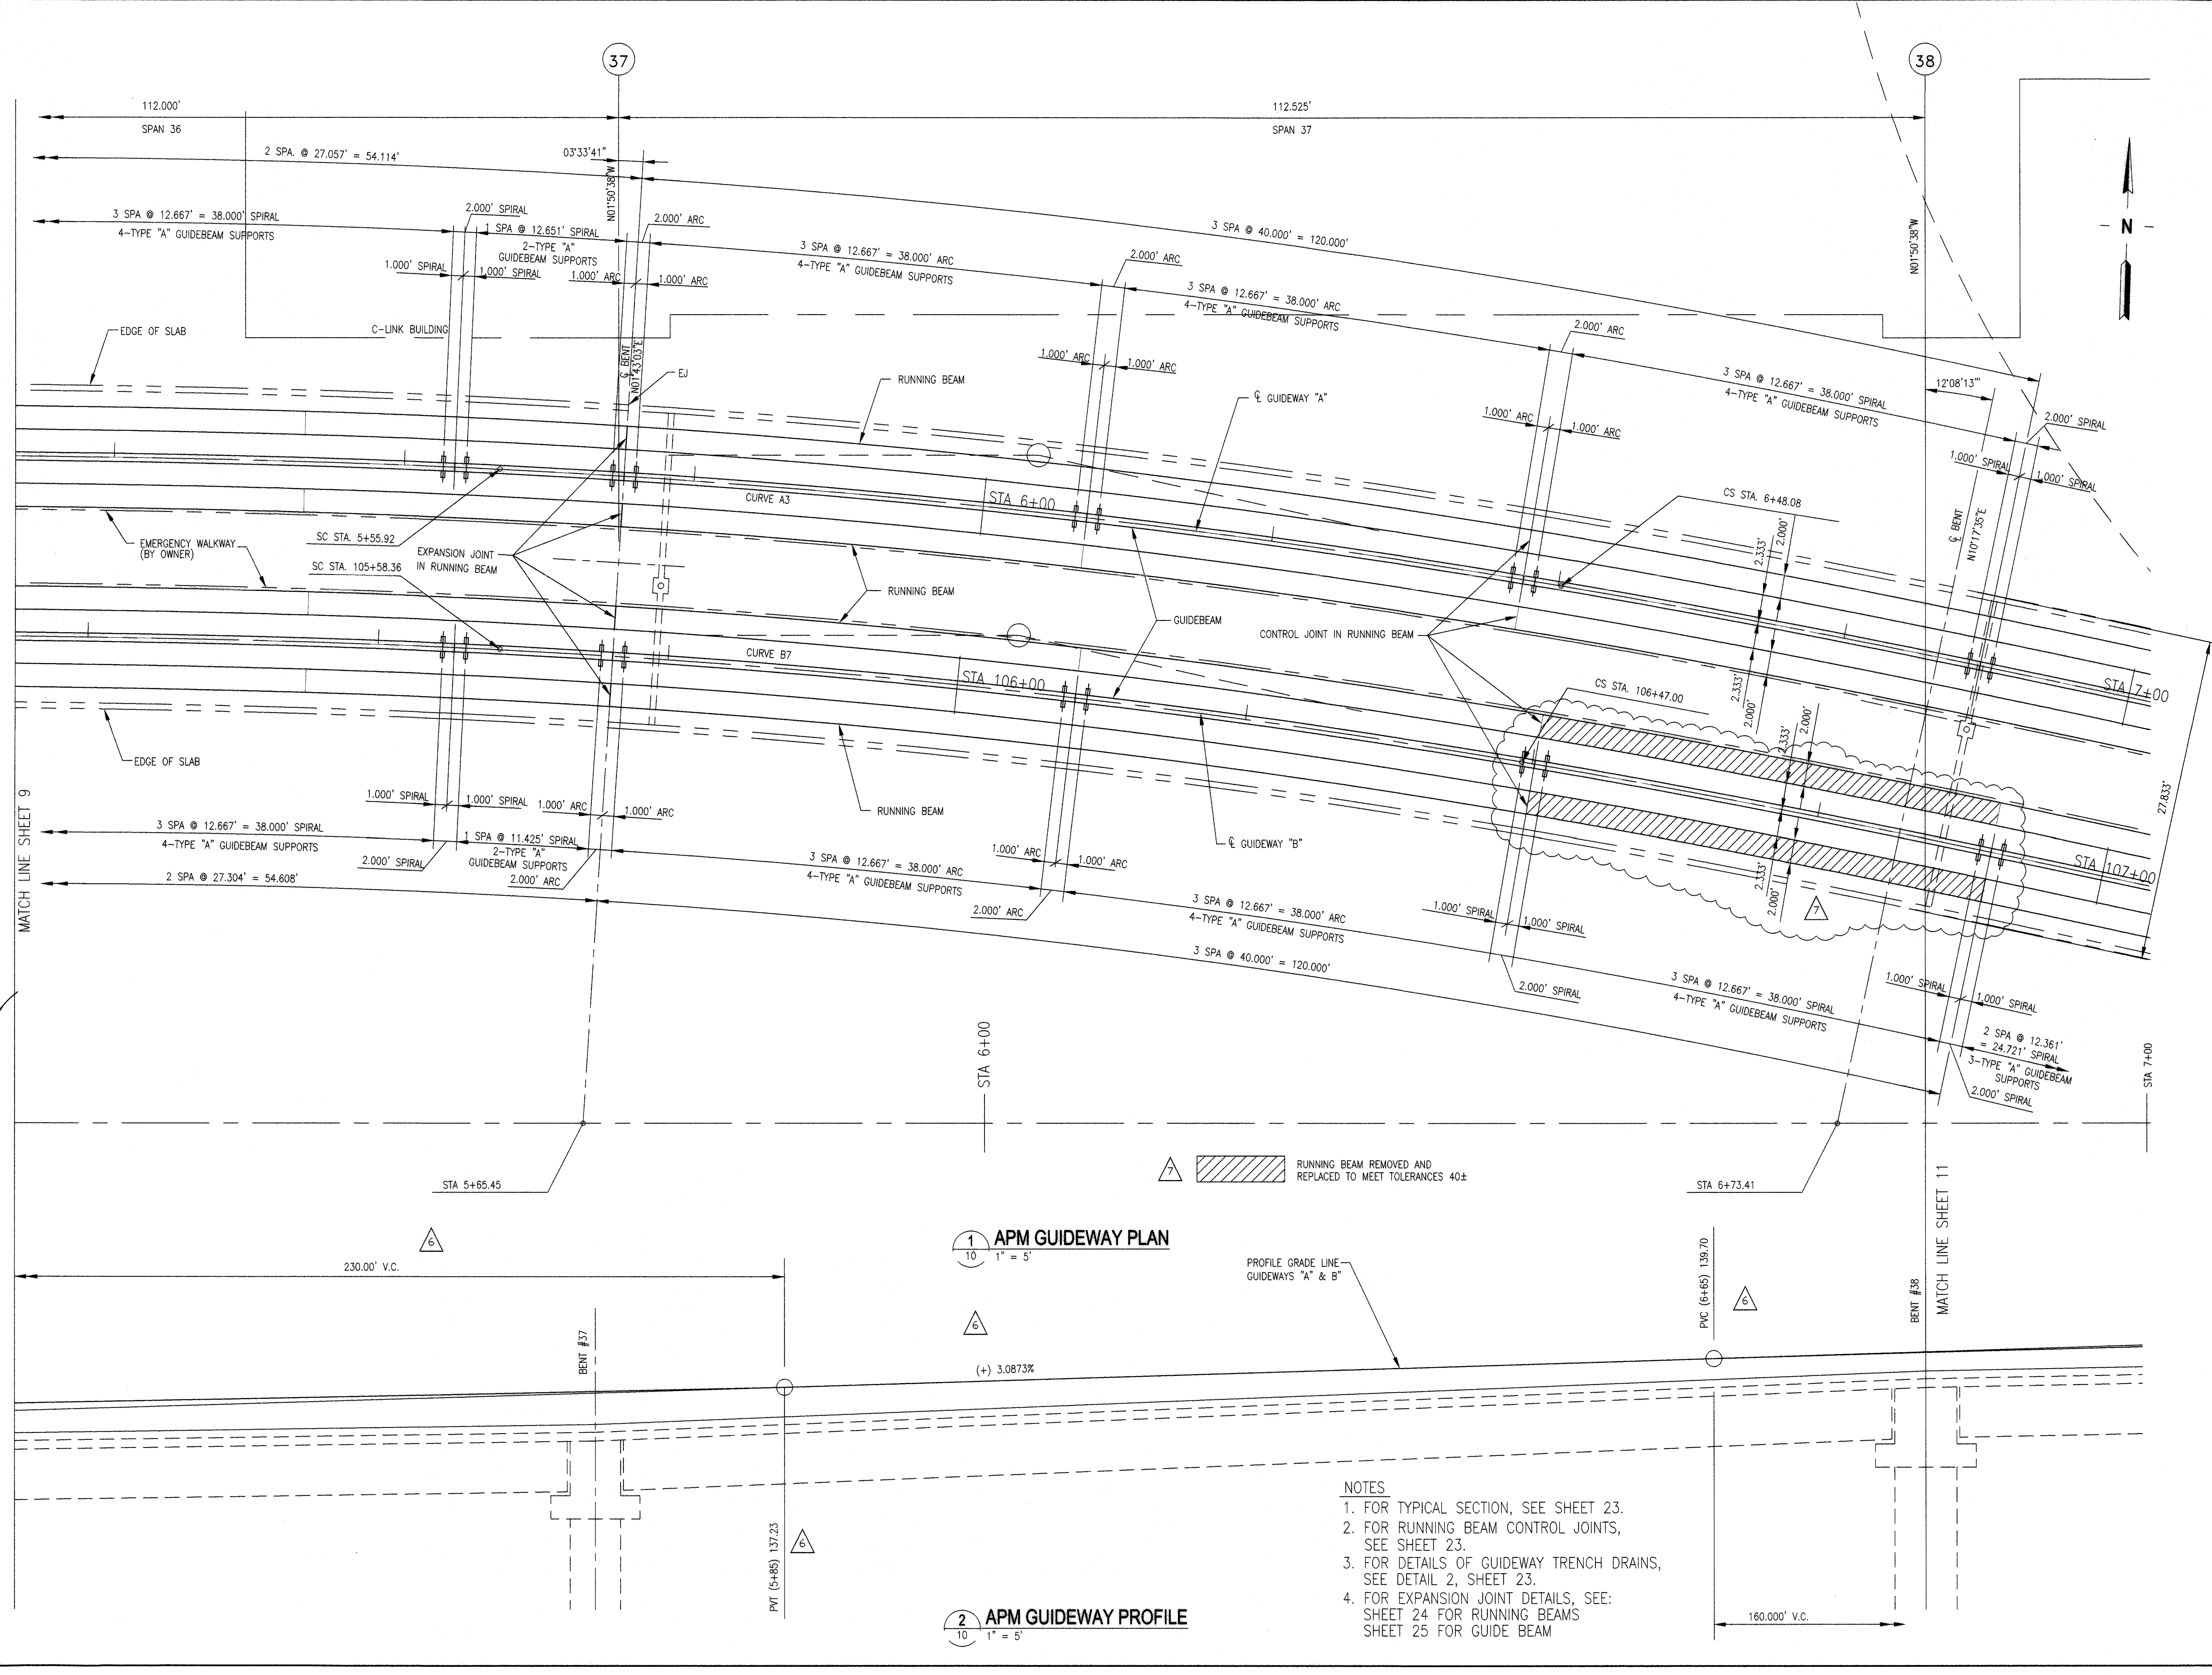 37
38
112.000'
SPAN 36
112.525'
SPAN 37
2 SPA. @ 27.057' = 54.114'
03°33'41"
N01°50'38"W
N01°50'38"W
3 SPA @ 40.000' = 120.000'
3 SPA @ 12.667' = 38.000' SPIRAL
4-TYPE "A" GUIDEBEAM SUPPORTS
2.000' SPIRAL
1 SPA @ 12.651' SPIRAL
2-TYPE "A"
GUIDEBEAM SUPPORTS
1.000' SPIRAL
1.000' SPIRAL
1.000' ARC
1.000' ARC
2.000' ARC
3 SPA @ 12.667' = 38.000' ARC
4-TYPE "A" GUIDEBEAM SUPPORTS
2.000' ARC
1.000' ARC
1.000' ARC
3 SPA @ 12.667' = 38.000' ARC
4-TYPE "A" GUIDEBEAM SUPPORTS
2.000' ARC
1.000' ARC
1.000' ARC
3 SPA @ 12.667' = 38.000' SPIRAL
4-TYPE "A" GUIDEBEAM SUPPORTS
12°08'13""
2.000' SPIRAL
1.000' SPIRAL
1.000' SPIRAL
N
EDGE OF SLAB
C-LINK BUILDING
℄ BENT
N01°43'03"E
EJ
RUNNING BEAM
℄ GUIDEWAY "A"
CS STA. 6+48.08
℄ BENT
N10°17'35"E
CURVE A3
STA 6+00
EMERGENCY WALKWAY
(BY OWNER)
SC STA. 5+55.92
SC STA. 105+58.36
EXPANSION JOINT
IN RUNNING BEAM
RUNNING BEAM
GUIDEBEAM
CONTROL JOINT IN RUNNING BEAM
2.333'
2.000'
2.333'
2.000'
STA 7+00
CURVE B7
STA 106+00
CS STA. 106+47.00
2.333'
2.000'
2.333'
2.000'
27.833'
STA 107+00
7
EDGE OF SLAB
RUNNING BEAM
℄ GUIDEWAY "B"
MATCH LINE SHEET 9
1.000' SPIRAL
1.000' SPIRAL
1.000' ARC
1.000' ARC
3 SPA @ 12.667' = 38.000' SPIRAL
4-TYPE "A" GUIDEBEAM SUPPORTS
1 SPA @ 11.425' SPIRAL
2-TYPE "A"
GUIDEBEAM SUPPORTS
2.000' SPIRAL
2.000' ARC
2 SPA @ 27.304' = 54.608'
3 SPA @ 12.667' = 38.000' ARC
4-TYPE "A" GUIDEBEAM SUPPORTS
1.000' ARC
1.000' ARC
2.000' ARC
3 SPA @ 12.667' = 38.000' ARC
4-TYPE "A" GUIDEBEAM SUPPORTS
3 SPA @ 40.000' = 120.000'
1.000' SPIRAL
1.000' SPIRAL
2.000' SPIRAL
3 SPA @ 12.667' = 38.000' SPIRAL
4-TYPE "A" GUIDEBEAM SUPPORTS
1.000' SPIRAL
1.000' SPIRAL
2 SPA @ 12.361'
= 24.721' SPIRAL
3-TYPE "A" GUIDEBEAM
SUPPORTS
2.000' SPIRAL
STA 6+00
STA 7+00
STA 5+65.45
STA 6+73.41
7
RUNNING BEAM REMOVED AND
REPLACED TO MEET TOLERANCES 40±
MATCH LINE SHEET 11
1
10
APM GUIDEWAY PLAN
1" = 5'
6
230.00' V.C.
6
PROFILE GRADE LINE
GUIDEWAYS "A" & B"
PVC (6+65) 139.70
6
BENT #38
BENT #37
(+) 3.0873%
PVT (5+85) 137.23
6
2
10
APM GUIDEWAY PROFILE
1" = 5'
NOTES
1. FOR TYPICAL SECTION, SEE SHEET 23.
2. FOR RUNNING BEAM CONTROL JOINTS,
SEE SHEET 23.
3. FOR DETAILS OF GUIDEWAY TRENCH DRAINS,
SEE DETAIL 2, SHEET 23.
4. FOR EXPANSION JOINT DETAILS, SEE:
SHEET 24 FOR RUNNING BEAMS
SHEET 25 FOR GUIDE BEAM
160.000' V.C.